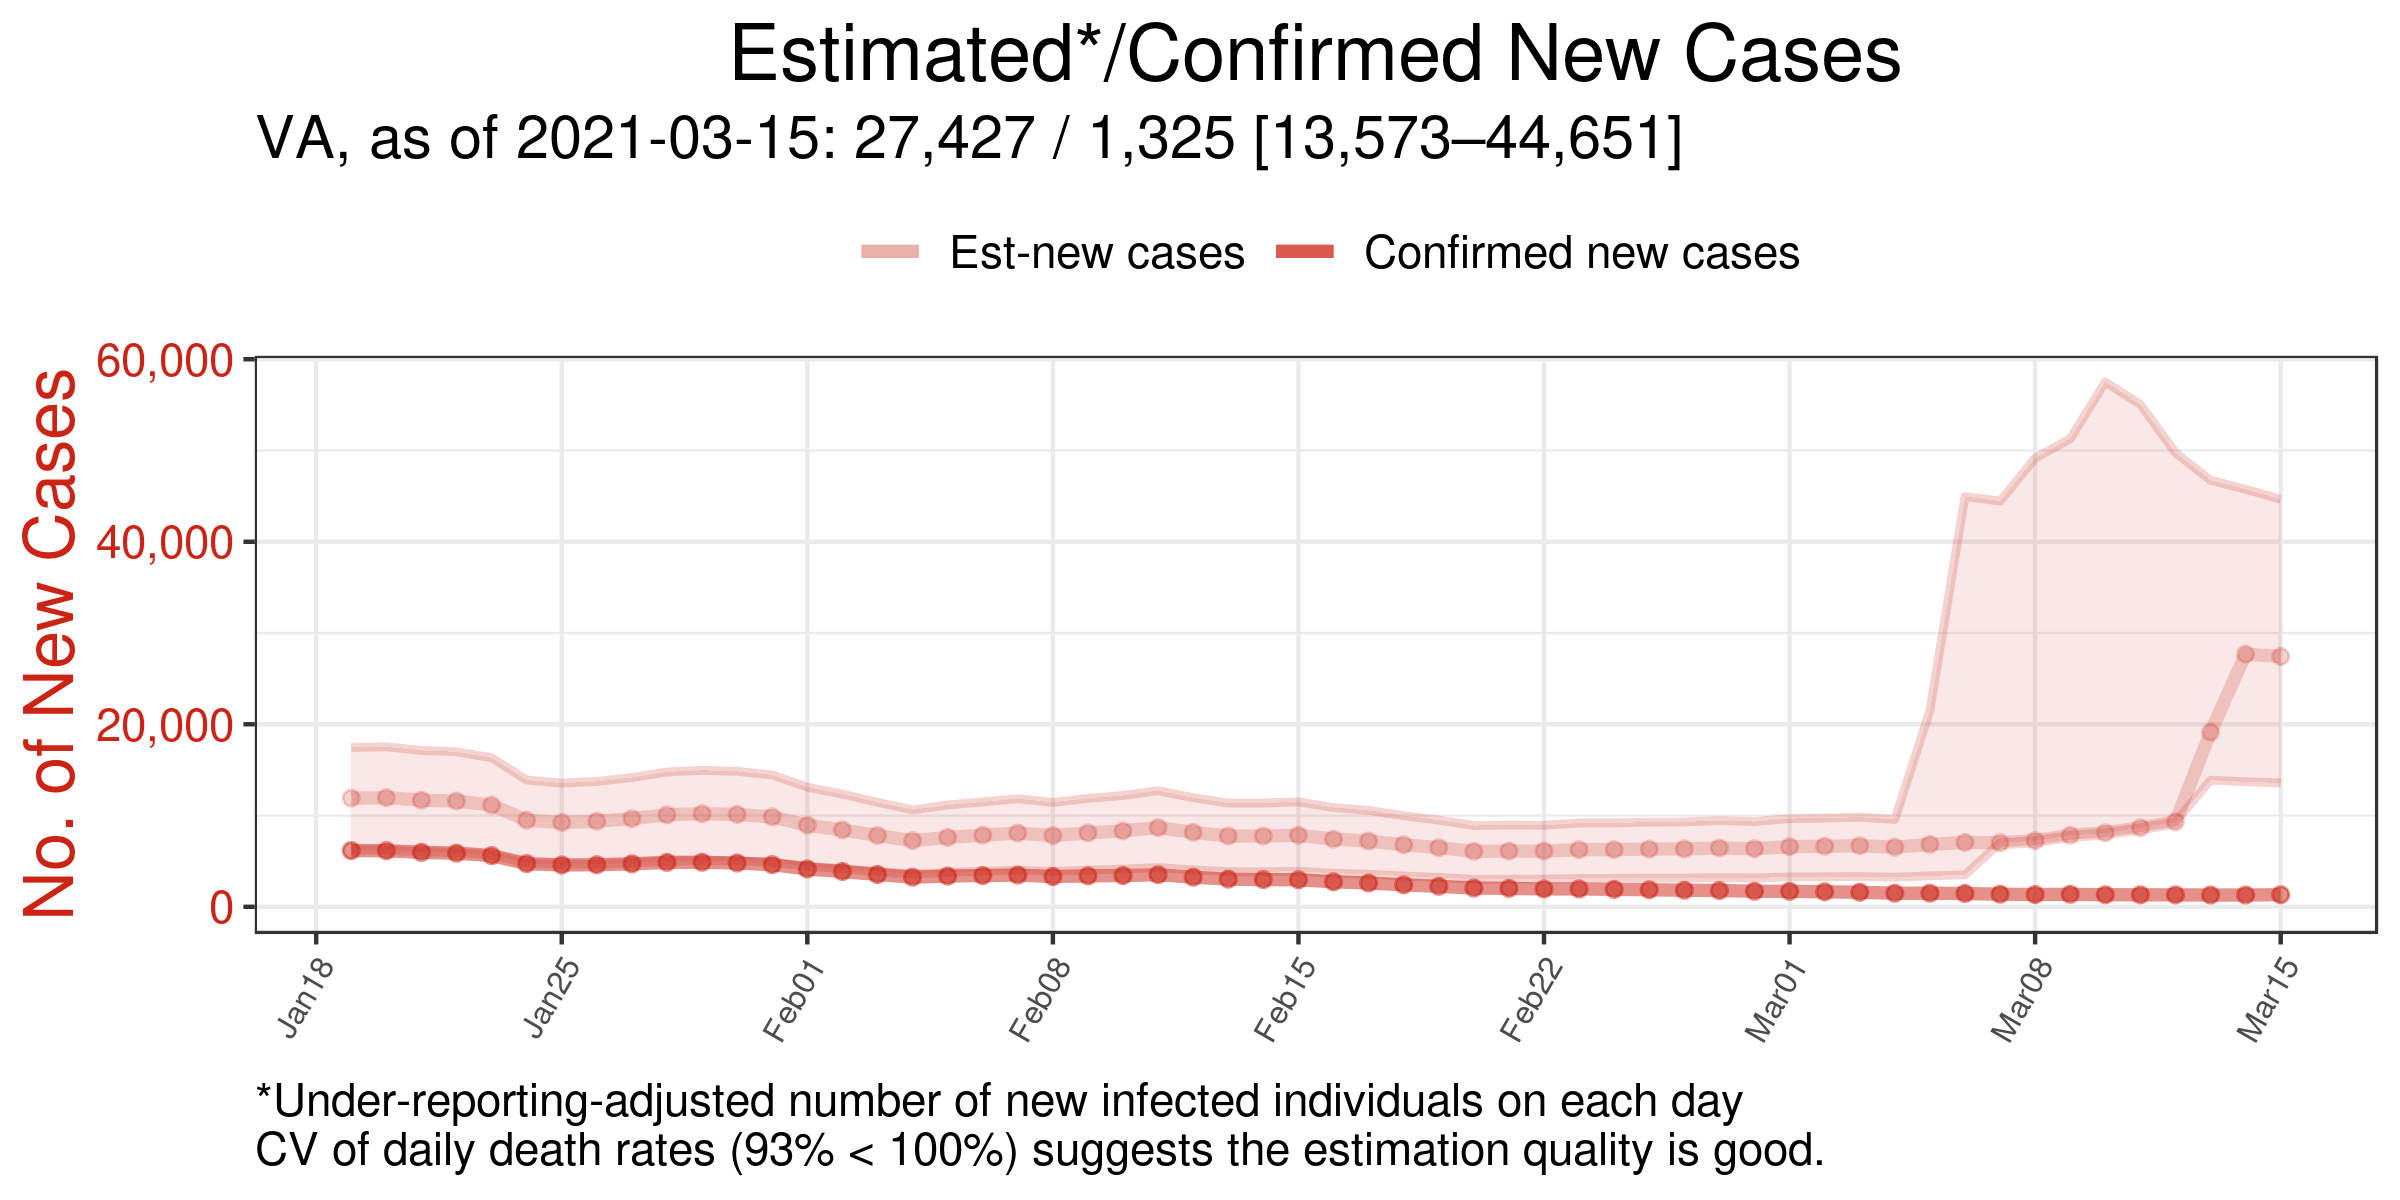 Estimated*/Confirmed New Cases
VA, as of 2021-03-15: 27,427 / 1,325 [13,573–44,651]
Est-new cases
Confirmed new cases
No. of New Cases
60,000
40,000
20,000
0
Jan18
Jan25
Feb01
Feb08
Feb15
Feb22
Mar01
Mar08
Mar15
*Under-reporting-adjusted number of new infected individuals on each day
CV of daily death rates (93% < 100%) suggests the estimation quality is good.